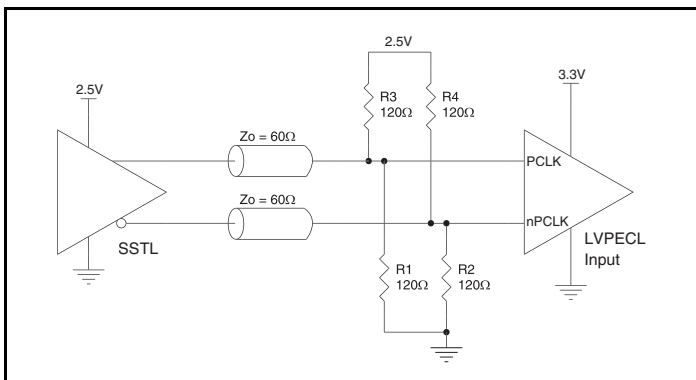 2.5V
3.3V
2.5V
R3
120Ω
R4
120Ω
Zo = 60Ω
PCLK
Zo = 60Ω
nPCLK
SSTL
LVPECL
Input
R1
120Ω
R2
120Ω